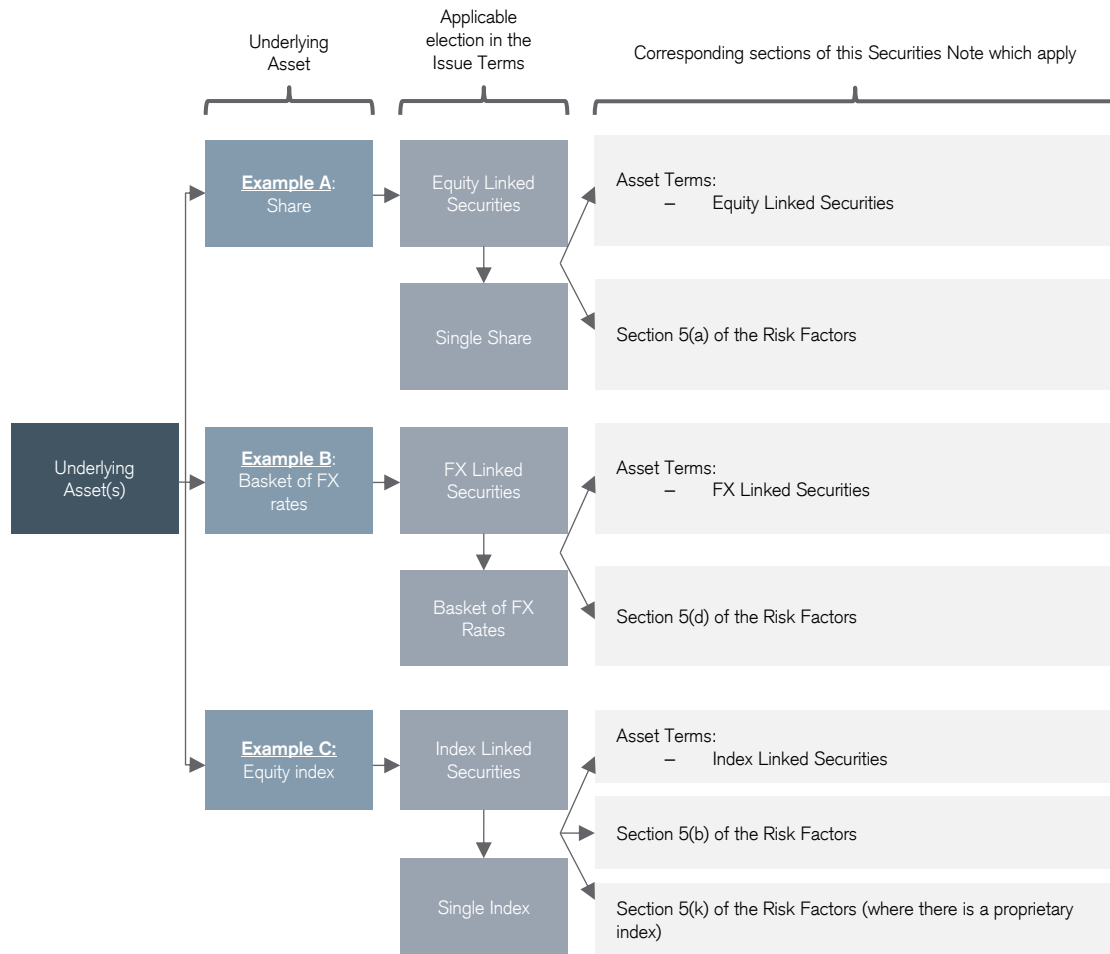 Underlying
Asset
Applicable
election in the
Issue Terms
Corresponding sections of this Securities Note which apply
Example A:
Share
Equity Linked
Securities
Asset Terms:
– Equity Linked Securities
Single Share
Section 5(a) of the Risk Factors
Underlying
Asset(s)
Example B:
Basket of FX
rates
FX Linked
Securities
Asset Terms:
– FX Linked Securities
Basket of FX
Rates
Section 5(d) of the Risk Factors
Example C:
Equity index
Index Linked
Securities
Asset Terms:
– Index Linked Securities
Section 5(b) of the Risk Factors
Single Index
Section 5(k) of the Risk Factors (where there is a proprietary
index)